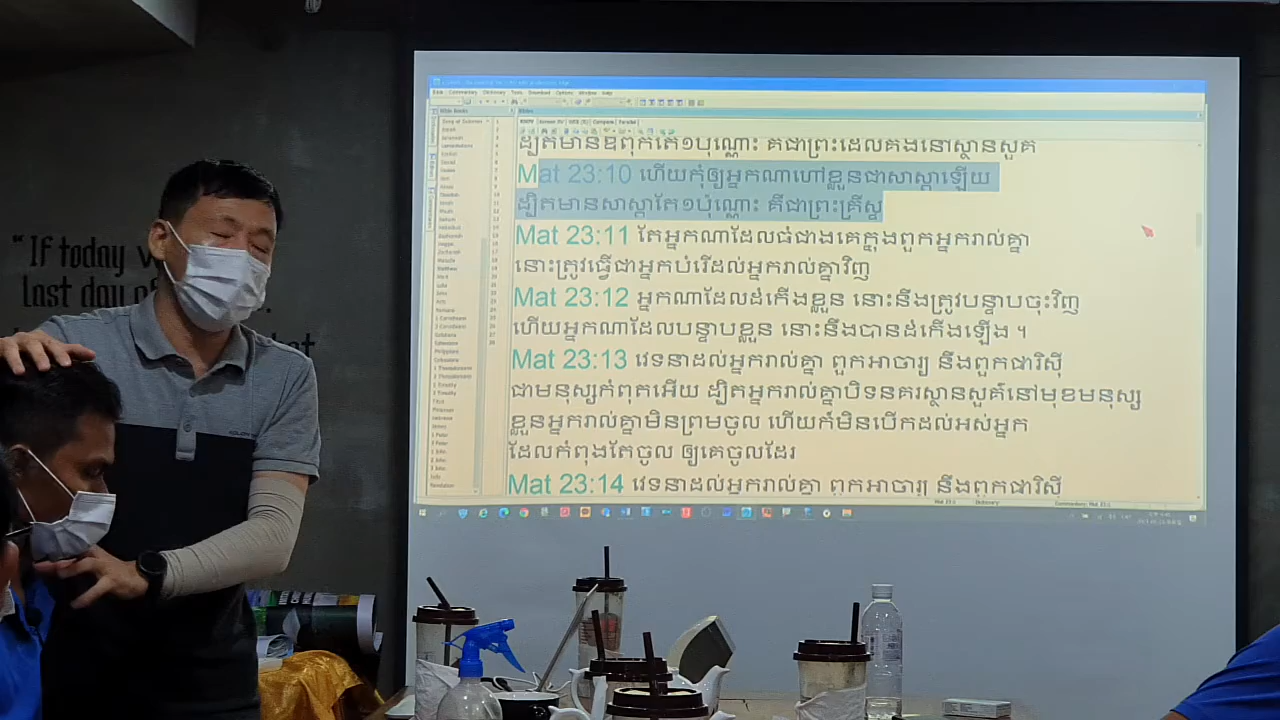 Bible Commentary Dictionary Tools Download Options Window Help
Bible Books
ដ្បិតមានឪពុកតែ១ប៉ុណ្ណោះ គឺជាព្រះដែលគង់នៅស្ថានសួគ៌
Mat 23:10 ហើយកុំឲ្យអ្នកណាហៅខ្លួនជាសាស្តាឡើយ
ដ្បិតមានសាស្តាតែ១ប៉ុណ្ណោះ គឺជាព្រះគ្រីស្ទ
Mat 23:11 តែអ្នកណាដែលធំជាងគេក្នុងពួកអ្នករាល់គ្នា
នោះត្រូវធ្វើជាអ្នកបំរើដល់អ្នករាល់គ្នាវិញ
Mat 23:12 អ្នកណាដែលដំកើងខ្លួន នោះនឹងត្រូវបន្ទាបចុះវិញ
ហើយអ្នកណាដែលបន្ទាបខ្លួន នោះនឹងបានដំកើងឡើង ។
Mat 23:13 វេទនាដល់អ្នករាល់គ្នា ពួកអាចារ្យ នឹងពួកផារិស៊ី
ជាមនុស្សកំពុតអើយ ដ្បិតអ្នករាល់គ្នាបិទនគរស្ថានសួគ៌នៅមុខមនុស្ស
ខ្លួនអ្នករាល់គ្នាមិនព្រមចូល ហើយក៏មិនបើកដល់អស់អ្នក
ដែលកំពុងតែចូល ឲ្យគេចូលដែរ
Mat 23:14 វេទនាដល់អ្នករាល់គ្នា ពួកអាចារ្យ នឹងពួកផារិស៊ី
"If today
Last day of